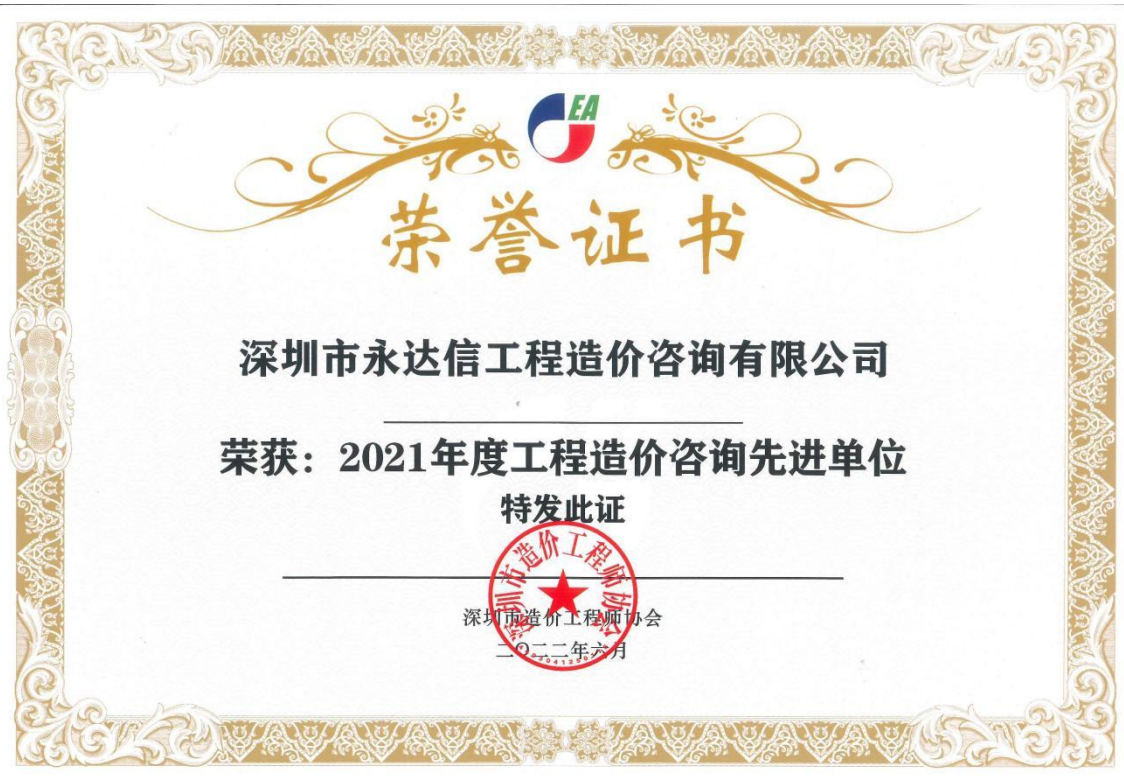 EA
荣誉证书
深圳市永达信工程造价咨询有限公司
荣获：2021年度工程造价咨询先进单位
特发此证
深圳市造价工程师协会
深圳市造价工程师协会
二〇二二年六月